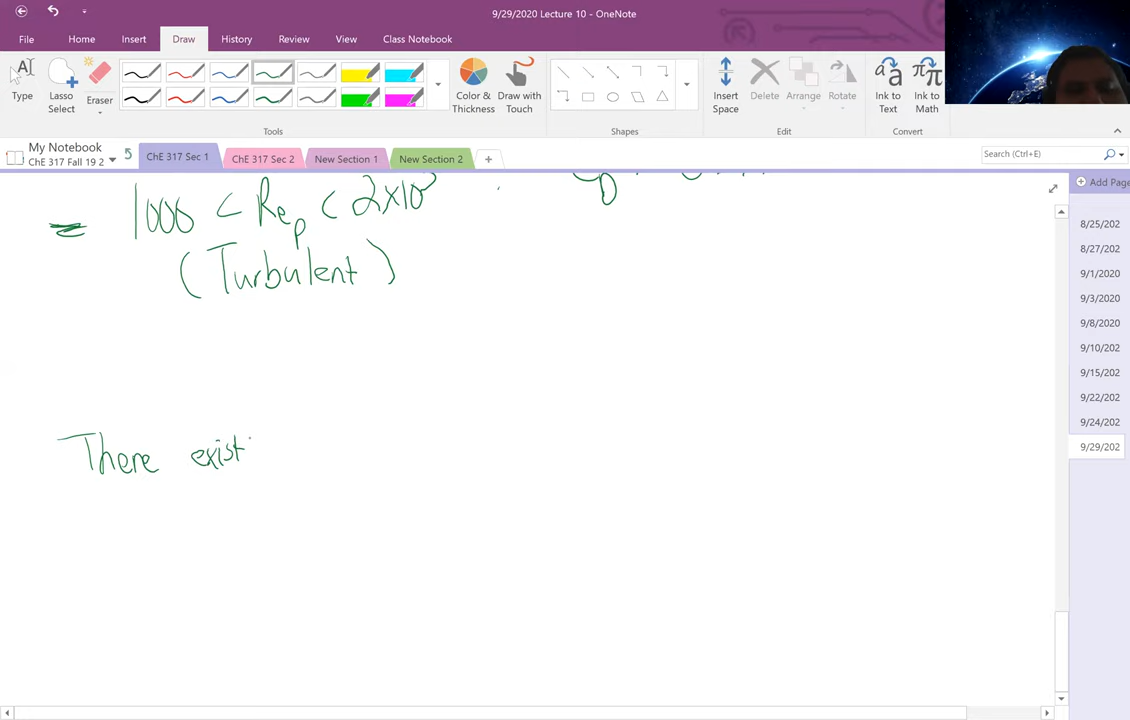 9/29/2020 Lecture 10 - OneNote
File Home Insert Draw History Review View Class Notebook
Type Lasso Select Eraser Color & Thickness Draw with Touch Insert Space Delete Arrange Rotate Ink to Text Ink to Math
Tools Shapes Edit Convert
My Notebook
ChE 317 Fall 19 2 ChE 317 Sec 1 ChE 317 Sec 2 New Section 1 New Section 2 + Search (Ctrl+E)
Add Page
1000 < Re_p < 2x10
(Turbulent)
There exist
8/25/202
8/27/202
9/1/2020
9/3/2020
9/8/2020
9/10/202
9/15/202
9/22/202
9/24/202
9/29/202